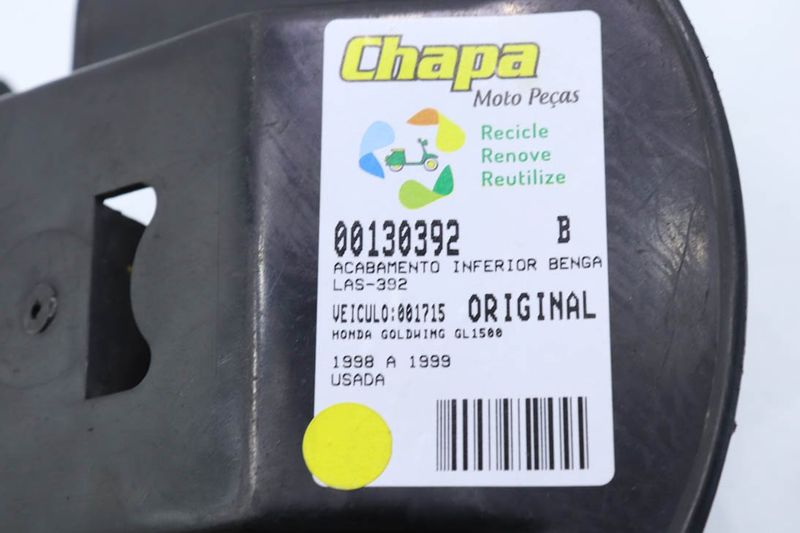 Chapa
Moto Peças
Recicle
Renove
Reutilize
00130392 B
ACABAMENTO INFERIOR BENGA
LAS-392
VEICULO:001715 ORIGINAL
HONDA GOLDWING GL1500
1998 A 1999
USADA